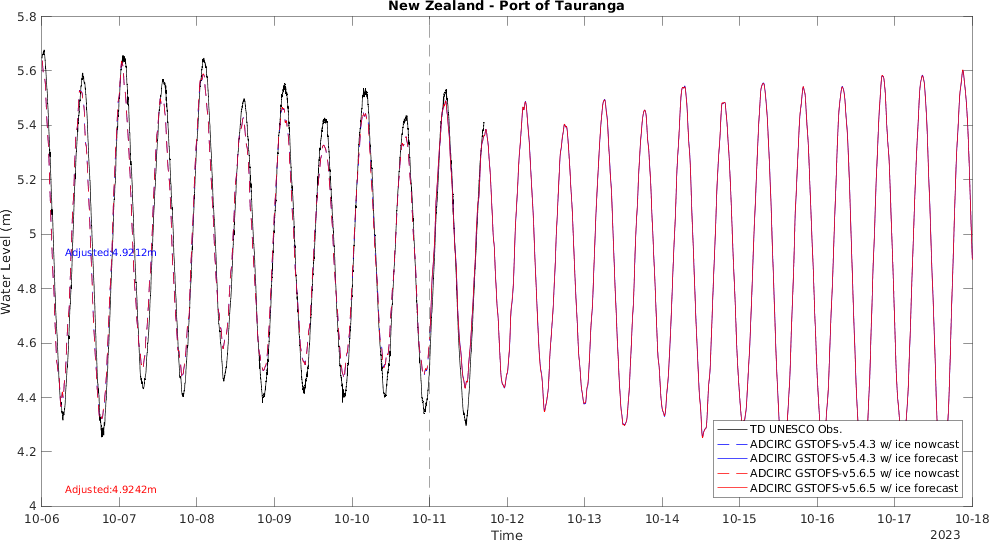 New Zealand - Port of Tauranga
5.8
5.6
5.4
5.2
5
4.8
4.6
4.4
4.2
4
Water Level (m)
Adjusted:4.9212m
Adjusted:4.9242m
TD UNESCO Obs.
ADCIRC GSTOFS-v5.4.3 w/ ice nowcast
ADCIRC GSTOFS-v5.4.3 w/ ice forecast
ADCIRC GSTOFS-v5.6.5 w/ ice nowcast
ADCIRC GSTOFS-v5.6.5 w/ ice forecast
10-06 10-07 10-08 10-09 10-10 10-11 10-12 10-13 10-14 10-15 10-16 10-17 10-18
Time
2023